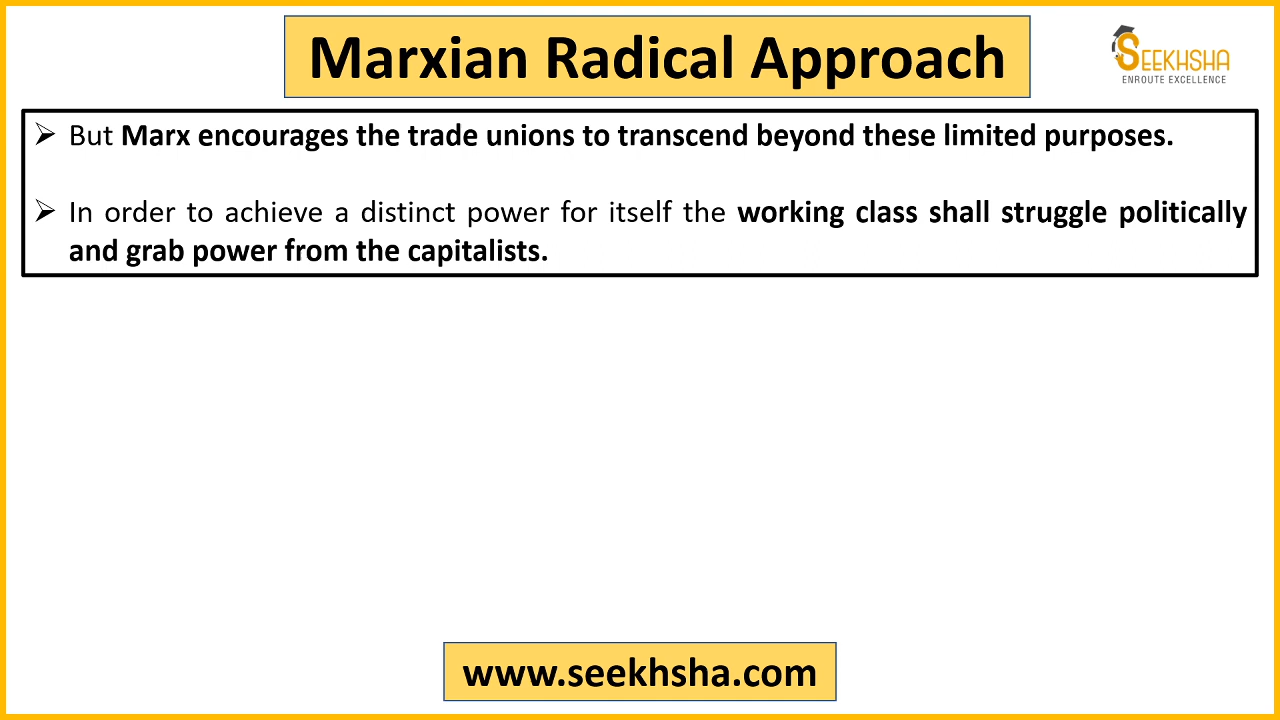 Marxian Radical Approach
SEEKHSHA
ENROUTE EXCELLENCE
➢ But Marx encourages the trade unions to transcend beyond these limited purposes.
➢ In order to achieve a distinct power for itself the working class shall struggle politically
and grab power from the capitalists.
www.seekhsha.com